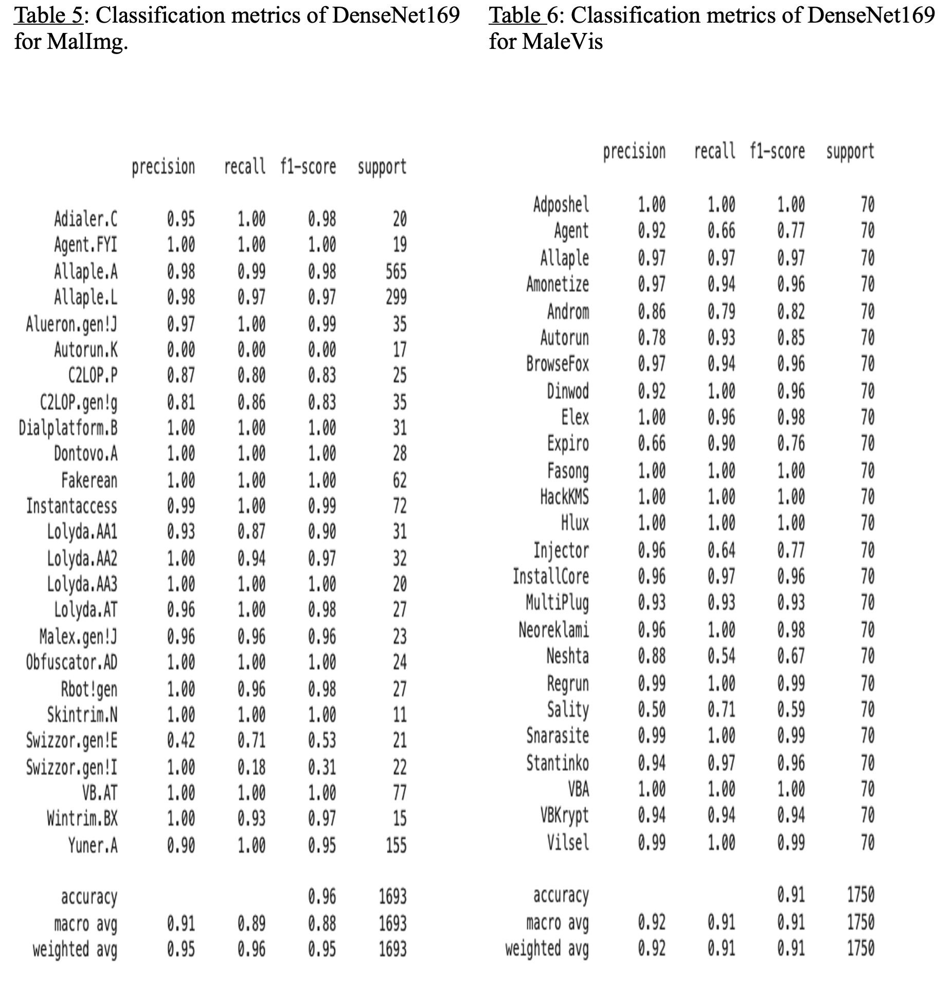 Table 5: Classification metrics of DenseNet169
for MalImg.
precision recall f1-score support
Adialer.C 0.95 1.00 0.98 20
Agent.FYI 1.00 1.00 1.00 19
Allaple.A 0.98 0.99 0.98 565
Allaple.L 0.98 0.97 0.97 299
Alueron.gen!J 0.97 1.00 0.99 35
Autorun.K 0.00 0.00 0.00 17
C2LOP.P 0.87 0.80 0.83 25
C2LOP.gen!g 0.81 0.86 0.83 35
Dialplatform.B 1.00 1.00 1.00 31
Dontovo.A 1.00 1.00 1.00 28
Fakerean 1.00 1.00 1.00 62
Instantaccess 0.99 1.00 0.99 72
Lolyda.AA1 0.93 0.87 0.90 31
Lolyda.AA2 1.00 0.94 0.97 32
Lolyda.AA3 1.00 1.00 1.00 20
Lolyda.AT 0.96 1.00 0.98 27
Malex.gen!J 0.96 0.96 0.96 23
Obfuscator.AD 1.00 1.00 1.00 24
Rbot!gen 1.00 0.96 0.98 27
Skintrim.N 1.00 1.00 1.00 11
Swizzor.gen!E 0.42 0.71 0.53 21
Swizzor.gen!I 1.00 0.18 0.31 22
VB.AT 1.00 1.00 1.00 77
Wintrim.BX 1.00 0.93 0.97 15
Yuner.A 0.90 1.00 0.95 155
accuracy 0.96 1693
macro avg 0.91 0.89 0.88 1693
weighted avg 0.95 0.96 0.95 1693
Table 6: Classification metrics of DenseNet169
for MaleVis
precision recall f1-score support
Adposhel 1.00 1.00 1.00 70
Agent 0.92 0.66 0.77 70
Allaple 0.97 0.97 0.97 70
Amonetize 0.97 0.94 0.96 70
Androm 0.86 0.79 0.82 70
Autorun 0.78 0.93 0.85 70
BrowseFox 0.97 0.94 0.96 70
Dinwod 0.92 1.00 0.96 70
Elex 1.00 0.96 0.98 70
Expiro 0.66 0.90 0.76 70
Fasong 1.00 1.00 1.00 70
HackKMS 1.00 1.00 1.00 70
Hlux 1.00 1.00 1.00 70
Injector 0.96 0.64 0.77 70
InstallCore 0.96 0.97 0.96 70
MultiPlug 0.93 0.93 0.93 70
Neoreklami 0.96 1.00 0.98 70
Neshta 0.88 0.54 0.67 70
Regrun 0.99 1.00 0.99 70
Sality 0.50 0.71 0.59 70
Snarasite 0.99 1.00 0.99 70
Stantinko 0.94 0.97 0.96 70
VBA 1.00 1.00 1.00 70
VBKrypt 0.94 0.94 0.94 70
Vilsel 0.99 1.00 0.99 70
accuracy 0.91 1750
macro avg 0.92 0.91 0.91 1750
weighted avg 0.92 0.91 0.91 1750